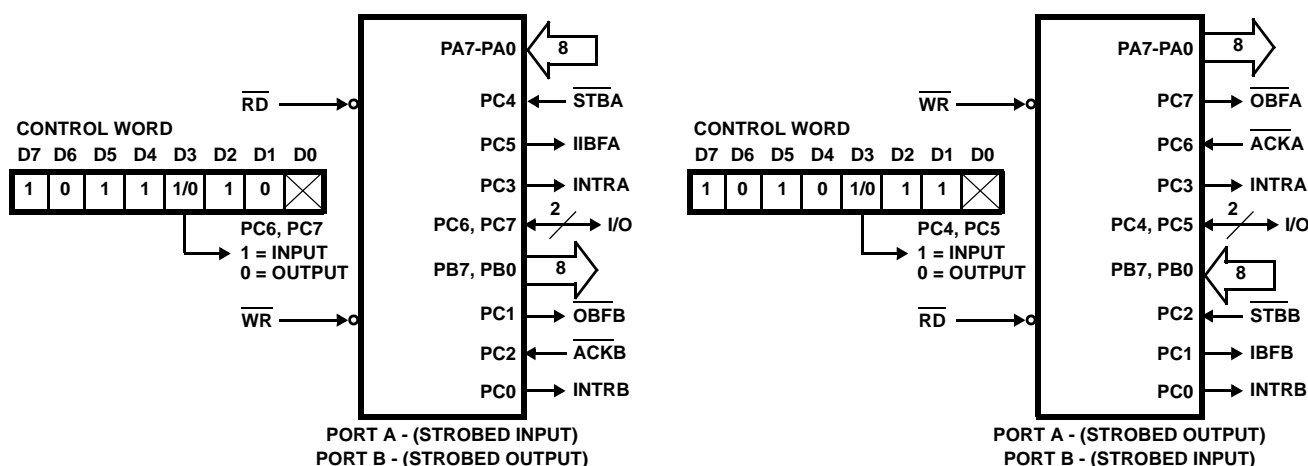 PA7-PA0
8
RD
PC4
STBA
CONTROL WORD
PC5
IIBFA
D7 D6 D5 D4 D3 D2 D1 D0
1 0 1 1 1/0 1 0
PC3
INTRA
PC6, PC7
2
I/O
PC6, PC7
1 = INPUT
0 = OUTPUT
PB7, PB0
8
WR
PC1
OBFB
PC2
ACKB
PC0
INTRB
PORT A - (STROBED INPUT)
PORT B - (STROBED OUTPUT)
PA7-PA0
8
WR
PC7
OBFA
CONTROL WORD
PC6
ACKA
D7 D6 D5 D4 D3 D2 D1 D0
1 0 1 0 1/0 1 1
PC3
INTRA
PC4, PC5
2
I/O
PC4, PC5
1 = INPUT
0 = OUTPUT
PB7, PB0
8
RD
PC2
STBB
PC1
IBFB
PC0
INTRB
PORT A - (STROBED OUTPUT)
PORT B - (STROBED INPUT)